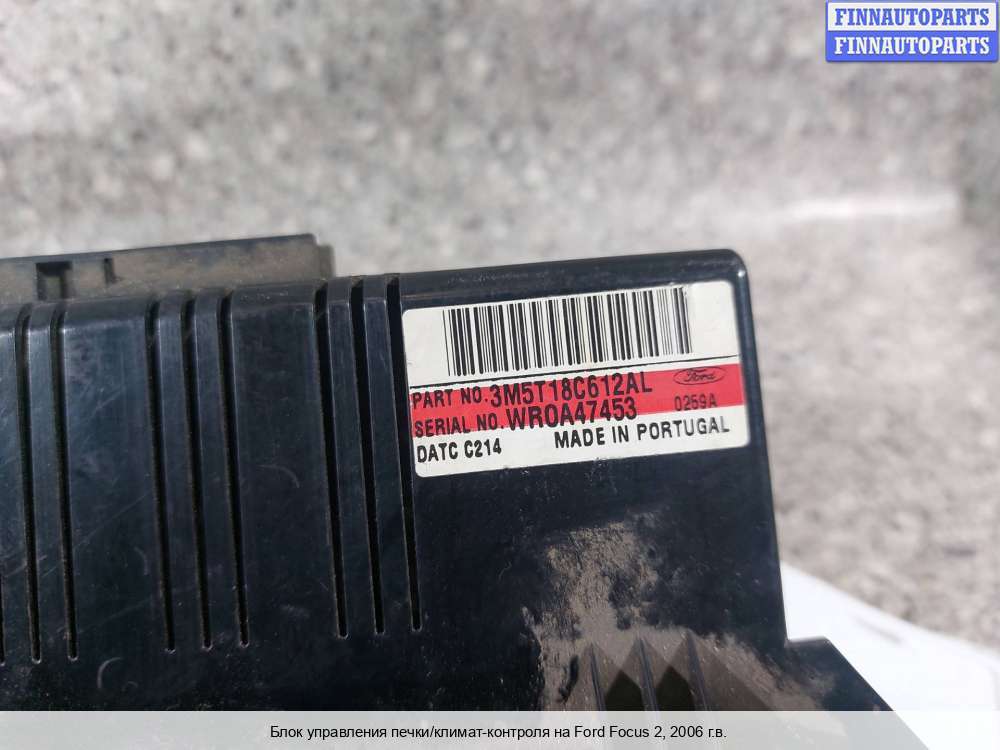 FINNAUTOPARTS
FINNAUTOPARTS
PART NO. 3M5T18C612AL Ford
SERIAL NO. WR0A47453 0259A
DATC C214 MADE IN PORTUGAL
Блок управления печки/климат-контроля на Ford Focus 2, 2006 г.в.